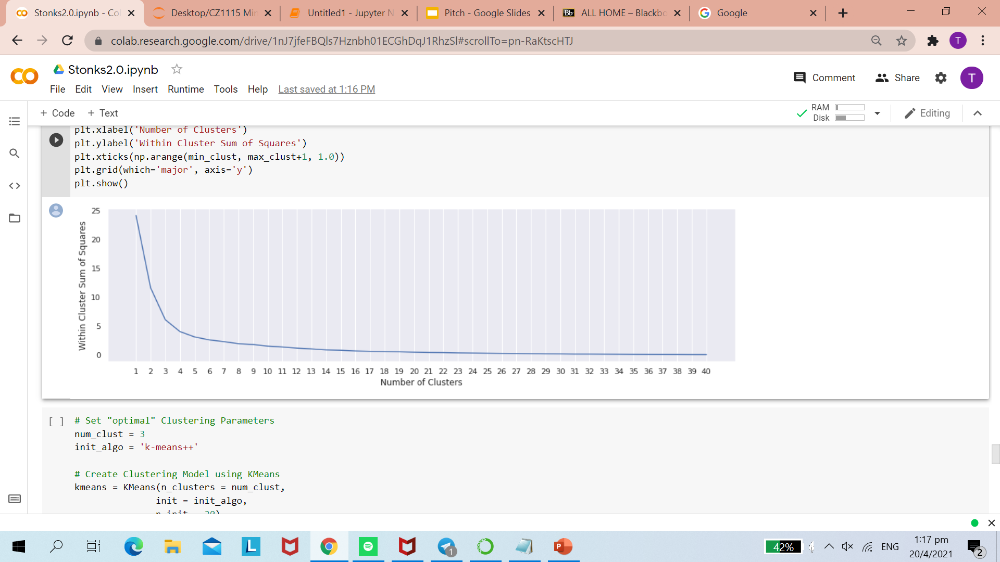 Stonks2.0.ipynb - Co
Desktop/CZ1115 Min
Untitled1 - Jupyter N
Pitch - Google Slides
Bb ALL HOME – Blackbo
Google
colab.research.google.com/drive/1nJ7jfeFBQls7Hznbh01ECGhDqJ1RhzSl#scrollTo=pn-RaKtscHTJ
T
Stonks2.0.ipynb
File Edit View Insert Runtime Tools Help Last saved at 1:16 PM
Comment Share T
+ Code + Text
RAM
Disk
Editing
plt.xlabel('Number of Clusters')
plt.ylabel('Within Cluster Sum of Squares')
plt.xticks(np.arange(min_clust, max_clust+1, 1.0))
plt.grid(which='major', axis='y')
plt.show()
Within Cluster Sum of Squares
25
20
15
10
5
0
1 2 3 4 5 6 7 8 9 10 11 12 13 14 15 16 17 18 19 20 21 22 23 24 25 26 27 28 29 30 31 32 33 34 35 36 37 38 39 40
Number of Clusters
[ ]
# Set "optimal" Clustering Parameters
num_clust = 3
init_algo = 'k-means++'
# Create Clustering Model using KMeans
kmeans = KMeans(n_clusters = num_clust,
init = init_algo,
L
P
1
42%
ENG
1:17 pm
20/4/2021
2